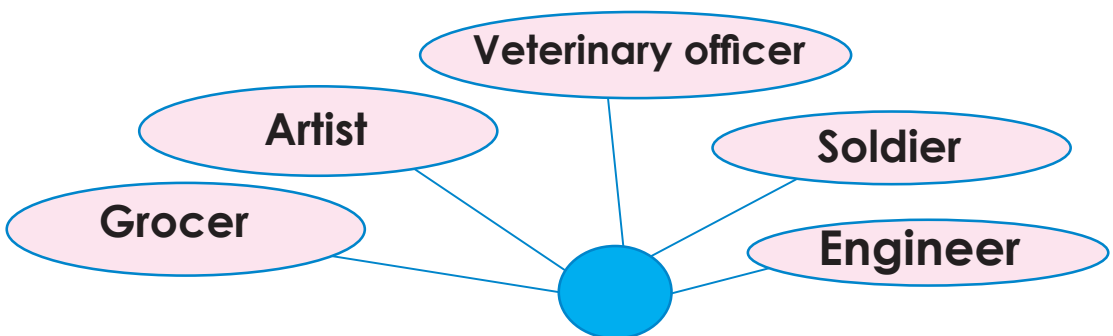 Veterinary officer
Artist
Soldier
Grocer
Engineer